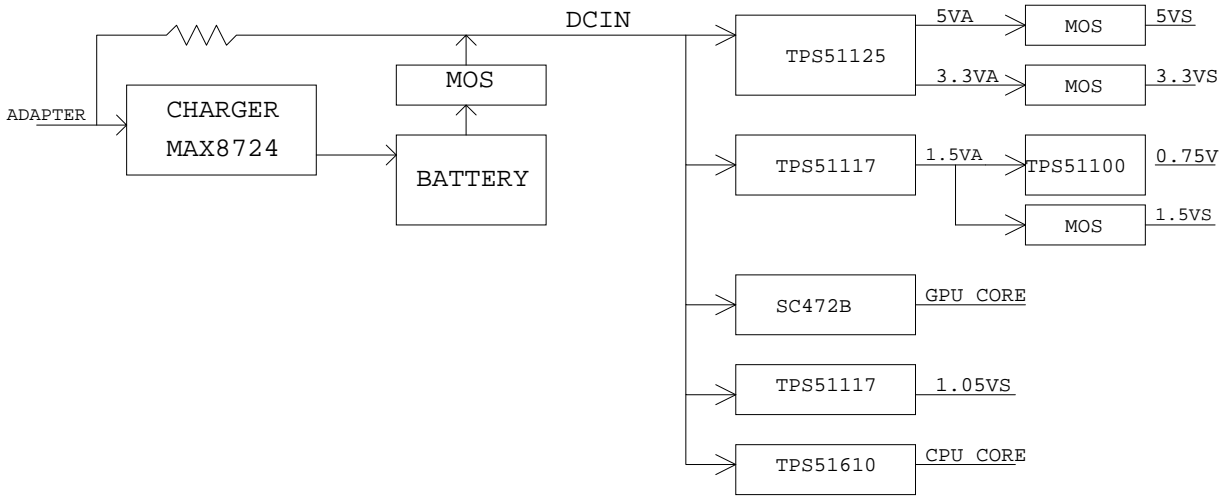 DCIN
5VA
MOS
5VS
TPS51125
3.3VA
MOS
3.3VS
MOS
ADAPTER
CHARGER
MAX8724
BATTERY
TPS51117
1.5VA
TPS51100
0.75V
MOS
1.5VS
SC472B
GPU CORE
TPS51117
1.05VS
TPS51610
CPU CORE